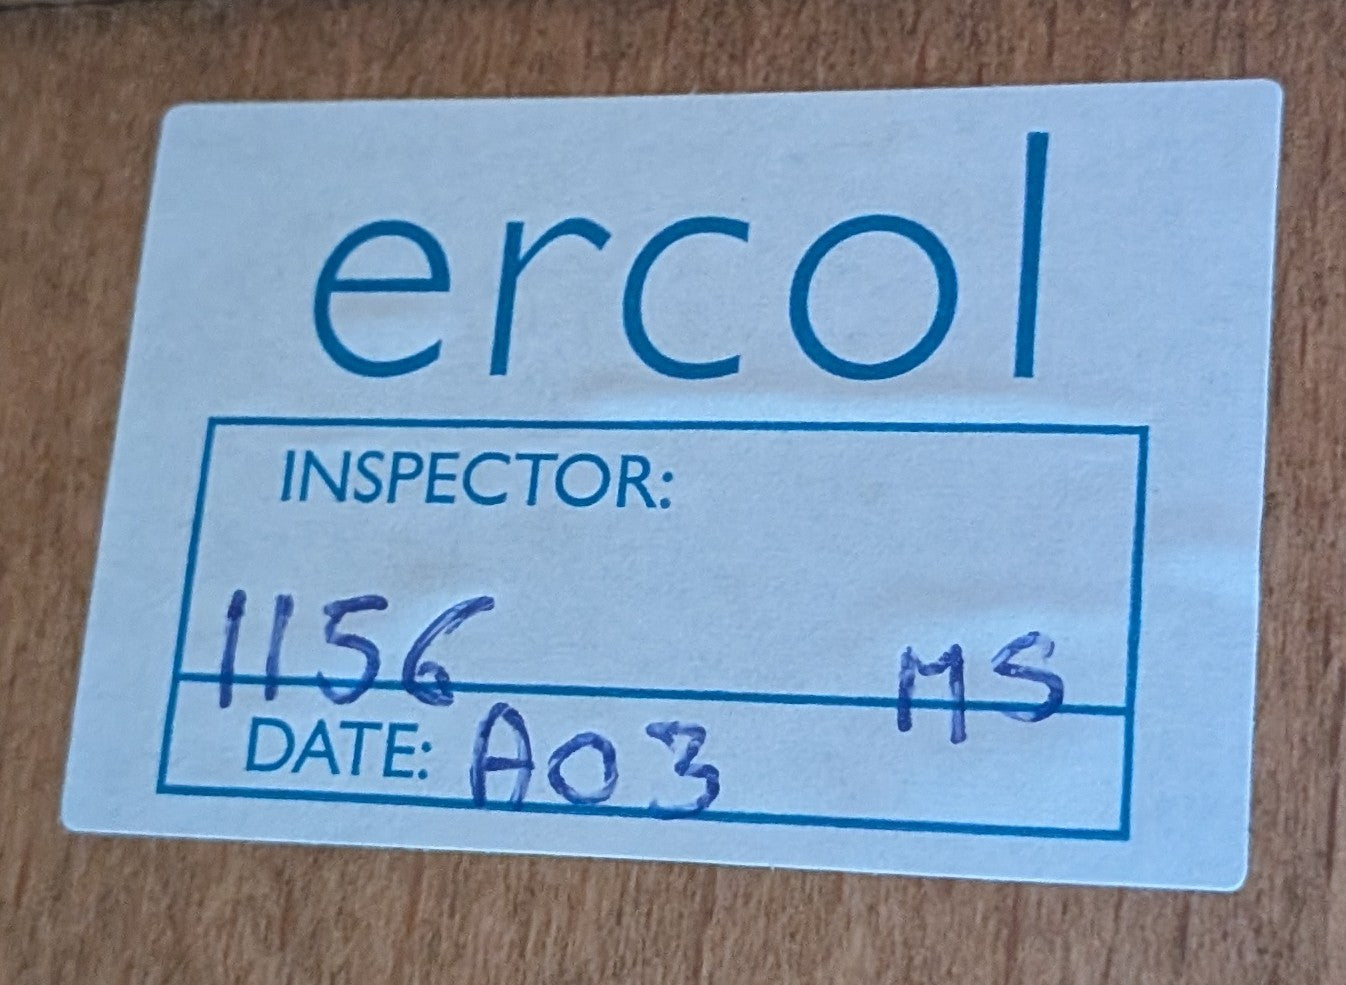 ercol
INSPECTOR:
1156 MS
DATE: A03